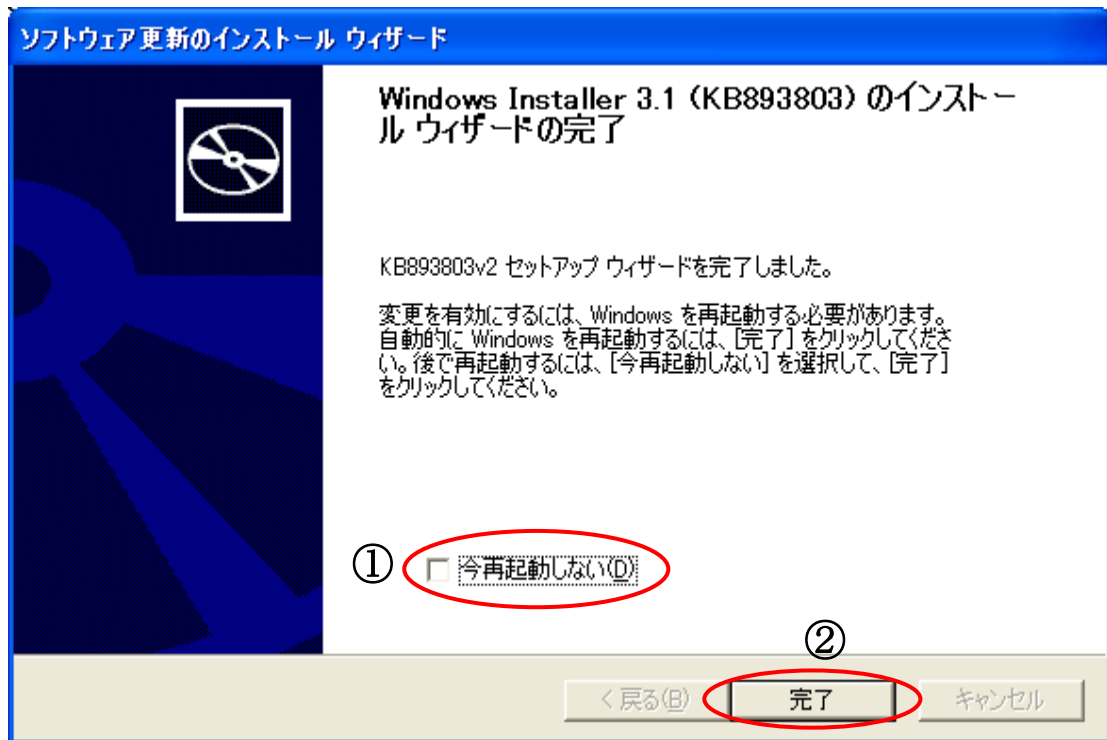 ソフトウェア更新のインストール ウィザード
Windows Installer 3.1 (KB893803) のインストー
ル ウィザードの完了
KB893803v2 セットアップ ウィザードを完了しました。
変更を有効にするには、Windows を再起動する必要があります。
自動的に Windows を再起動するには、[完了] をクリックしてくださ
い。後で再起動するには、[今再起動しない] を選択して、[完了]
をクリックしてください。
① 今再起動しない(D)
②
< 戻る(B) 完了 キャンセル